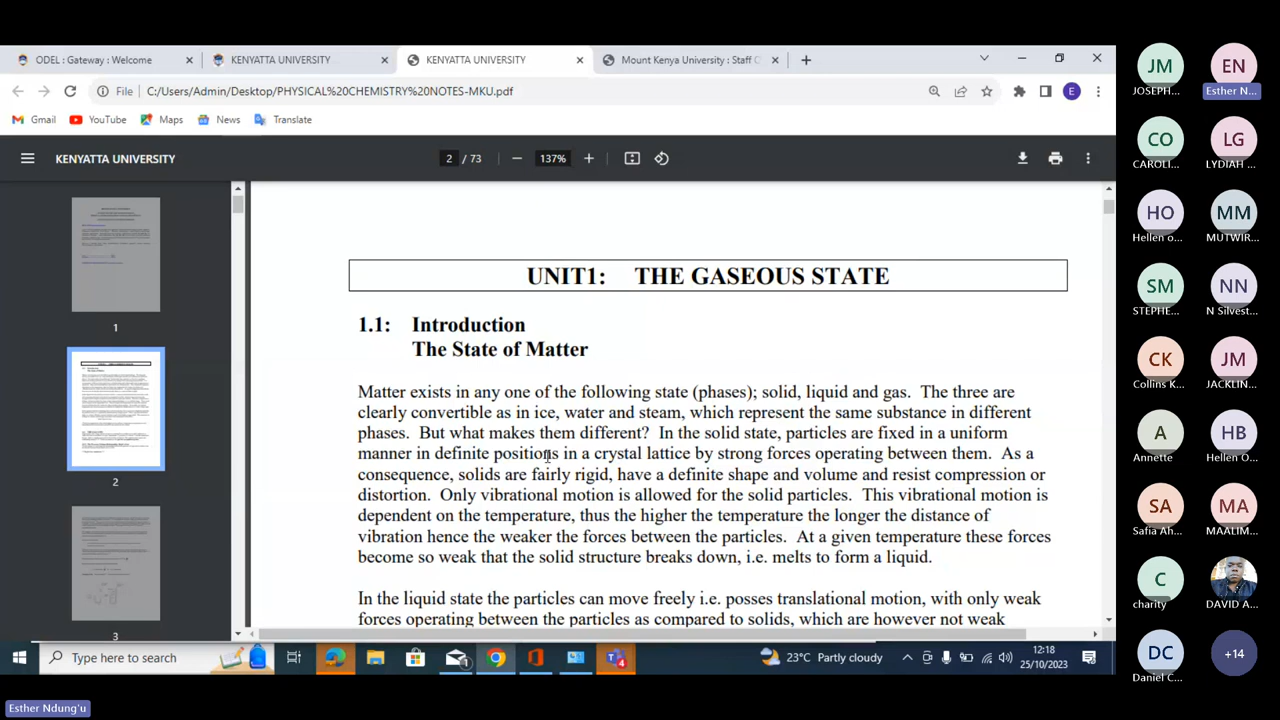 ODEL : Gateway : Welcome
KENYATTA UNIVERSITY
KENYATTA UNIVERSITY
Mount Kenya University : Staff
File
C:/Users/Admin/Desktop/PHYSICAL%20CHEMISTRY%20NOTES-MKU.pdf
E
Gmail
YouTube
Maps
News
Translate
KENYATTA UNIVERSITY
2 / 73
137%
1
2
3
UNIT1: THE GASEOUS STATE
1.1: Introduction
The State of Matter
Matter exists in any one of the following state (phases); solid, liquid and gas. The three are
clearly convertible as in ice, water and steam, which represent the same substance in different
phases. But what makes them different? In the solid state, particles are fixed in a uniform
manner in definite positions in a crystal lattice by strong forces operating between them. As a
consequence, solids are fairly rigid, have a definite shape and volume and resist compression or
distortion. Only vibrational motion is allowed for the solid particles. This vibrational motion is
dependent on the temperature, thus the higher the temperature the longer the distance of
vibration hence the weaker the forces between the particles. At a given temperature these forces
become so weak that the solid structure breaks down, i.e. melts to form a liquid.
In the liquid state the particles can move freely i.e. posses translational motion, with only weak
forces operating between the particles as compared to solids, which are however not weak
Type here to search
1
4
23°C Partly cloudy
12:18
25/10/2023
Esther Ndung'u
JM
JOSEPH...
EN
Esther N...
CO
CAROLI...
LG
LYDIAH ...
HO
Hellen o...
MM
MUTWIR...
SM
STEPHE...
NN
N Silvest...
CK
Collins K...
JM
JACKLIN...
A
Annette
HB
Hellen O...
SA
Safia Ah...
MA
MAALIM...
C
charity
DAVID A...
DC
Daniel C...
+14